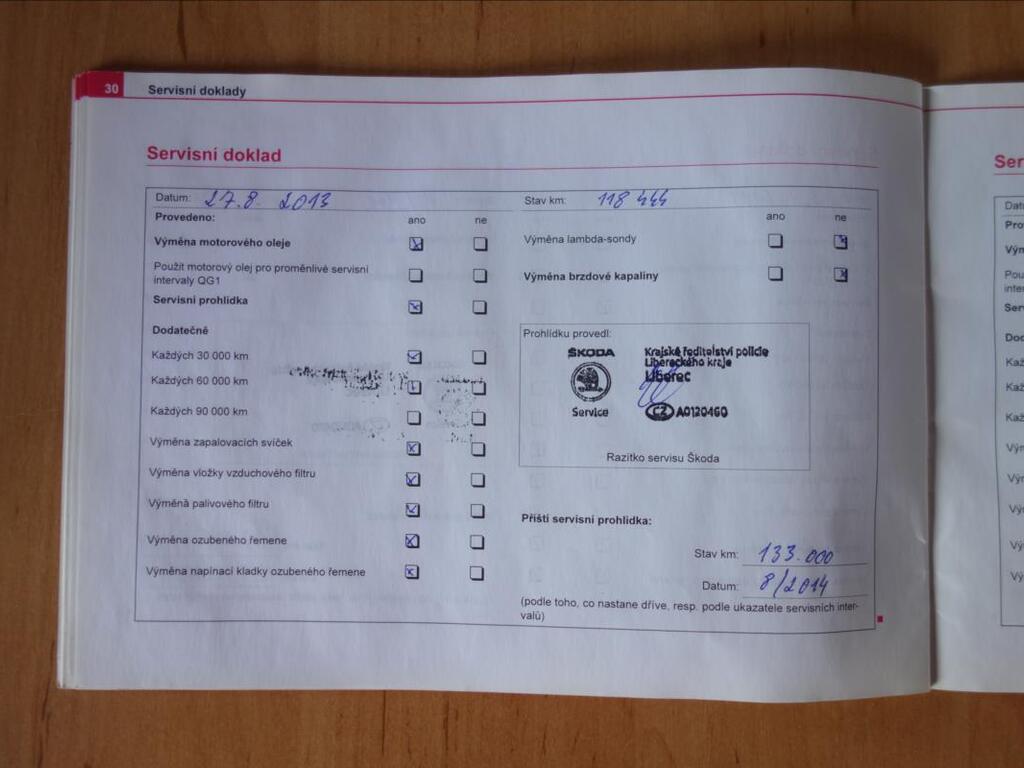 30 Servisní doklady
Servisní doklad
Datum: 27.8. 2013
Stav km: 118 444
Provedeno: ano ne
ano ne
Výměna motorového oleje
Výměna lambda-sondy
Použít motorový olej pro proměnlivé servisní
intervaly QG1
Výměna brzdové kapaliny
Servisní prohlídka
Dodatečně
Každých 30 000 km
Každých 60 000 km
Každých 90 000 km
Výměna zapalovacích svíček
Výměna vložky vzduchového filtru
Výměna palivového filtru
Výměna ozubeného řemene
Výměna napínací kladky ozubeného řemene
Prohlídku provedl:
ŠKODA
Service
Krajské ředitelství policie
Libereckého kraje
Liberec
CZ A0120460
Razítko servisu Škoda
Příští servisní prohlídka:
Stav km: 133.000
Datum: 8/2014
(podle toho, co nastane dříve, resp. podle ukazatele servisních inter-
valů)